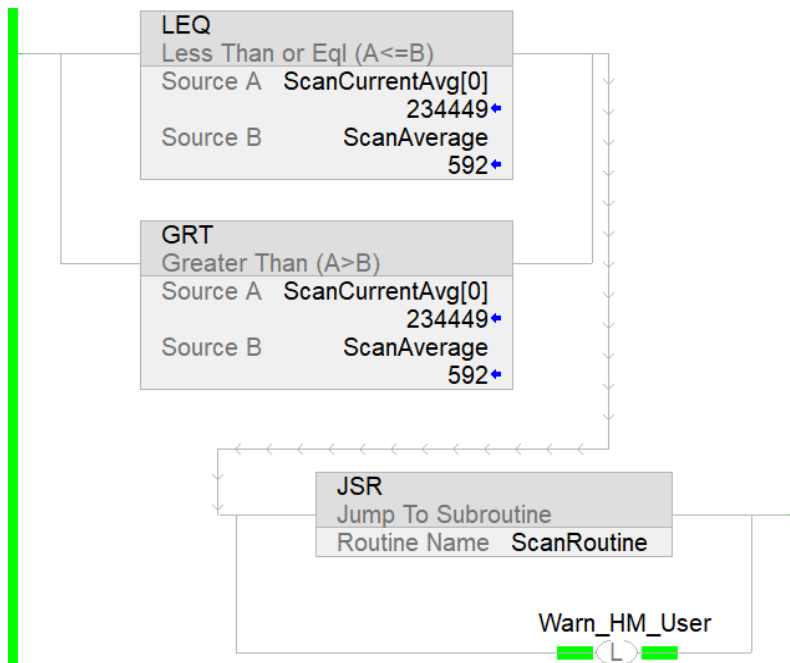 LEQ
Less Than or Eql (A<=B)
Source A ScanCurrentAvg[0]
234449
Source B ScanAverage
592
GRT
Greater Than (A>B)
Source A ScanCurrentAvg[0]
234449
Source B ScanAverage
592
JSR
Jump To Subroutine
Routine Name ScanRoutine
Warn_HM_User
L